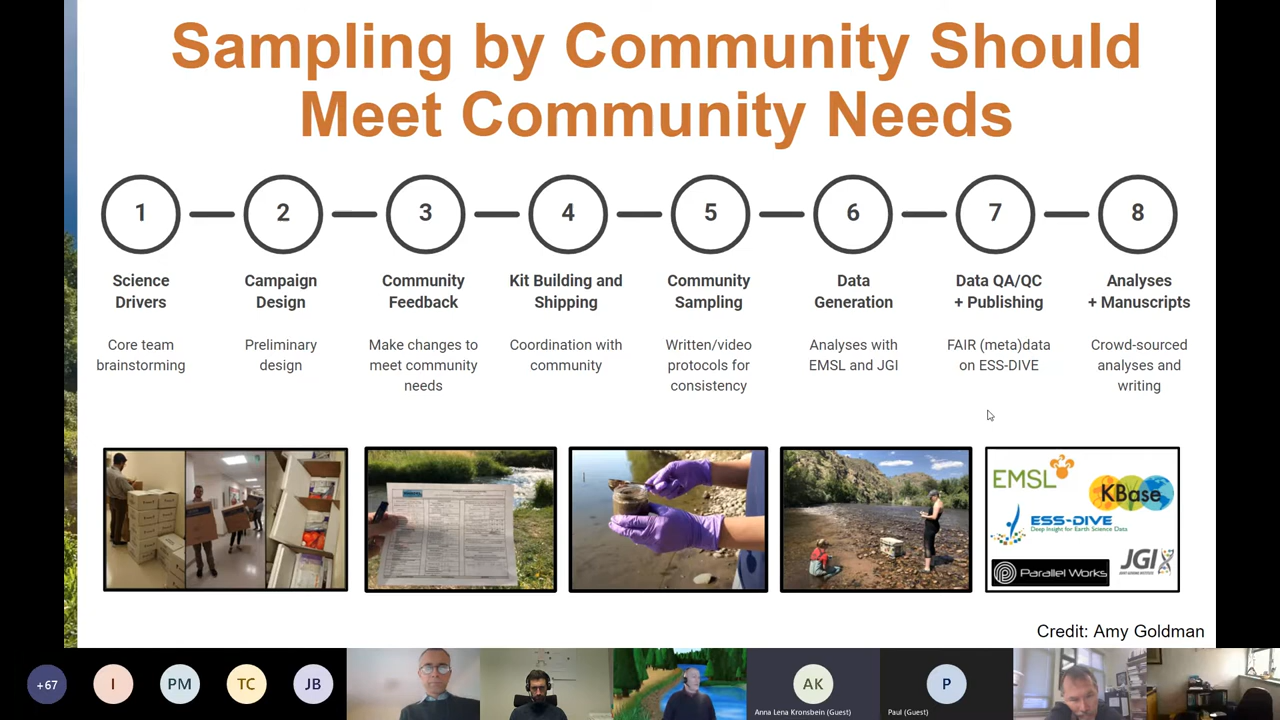 Sampling by Community Should
Meet Community Needs
1
2
3
4
5
6
7
8
Science
Drivers
Core team
brainstorming
Campaign
Design
Preliminary
design
Community
Feedback
Make changes to
meet community
needs
Kit Building and
Shipping
Coordination with
community
Community
Sampling
Written/video
protocols for
consistency
Data
Generation
Analyses with
EMSL and JGI
Data QA/QC
+ Publishing
FAIR (meta)data
on ESS-DIVE
Analyses
+ Manuscripts
Crowd-sourced
analyses and
writing
EMSL
KBase
ESS-DIVE
Deep Insight for Earth Science Data
JGI
Parallel Works
Credit: Amy Goldman
+67
I
PM
TC
JB
AK
Anna Lena Kronsbein (Guest)
P
Paul (Guest)